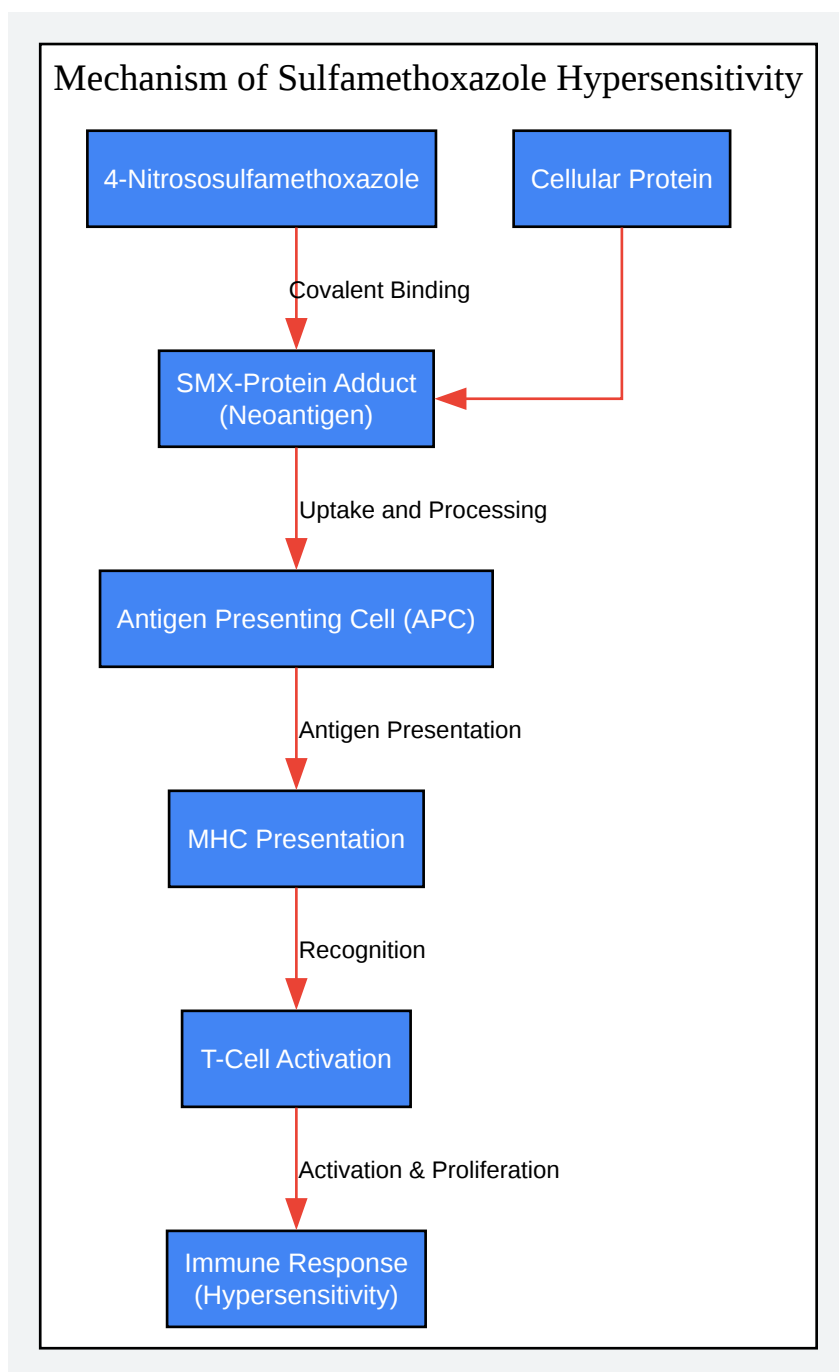 Mechanism of Sulfamethoxazole Hypersensitivity
4-Nitrososulfamethoxazole
Cellular Protein
Covalent Binding
SMX-Protein Adduct
(Neoantigen)
Uptake and Processing
Antigen Presenting Cell (APC)
Antigen Presentation
MHC Presentation
Recognition
T-Cell Activation
Activation & Proliferation
Immune Response
(Hypersensitivity)